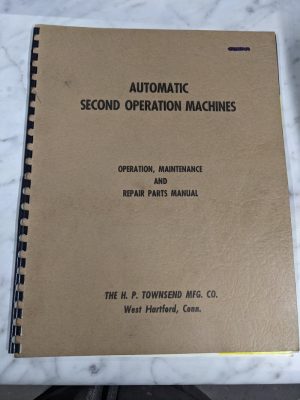 AUTOMATIC
SECOND OPERATION MACHINES
OPERATION, MAINTENANCE
AND
REPAIR PARTS MANUAL
THE H. P. TOWNSEND MFG. CO.
West Hartford, Conn.